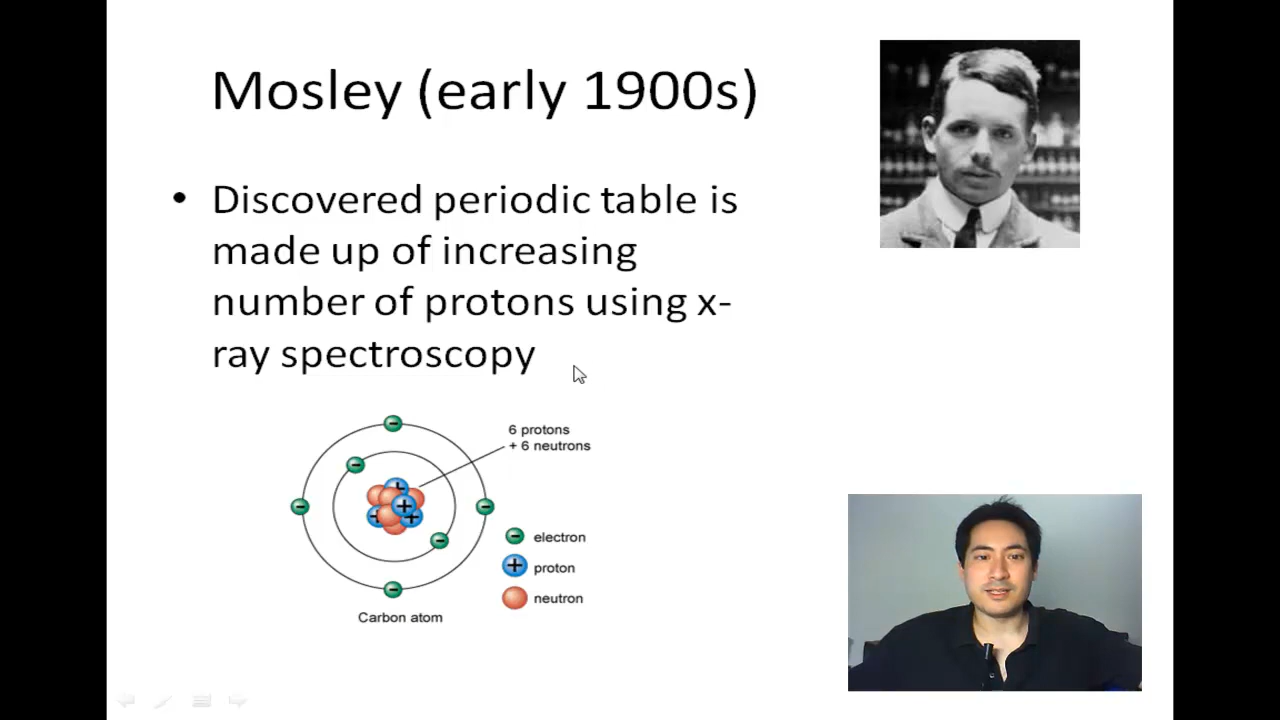 Mosley (early 1900s)
• Discovered periodic table is
made up of increasing
number of protons using x-
ray spectroscopy
6 protons
+ 6 neutrons
electron
proton
neutron
Carbon atom